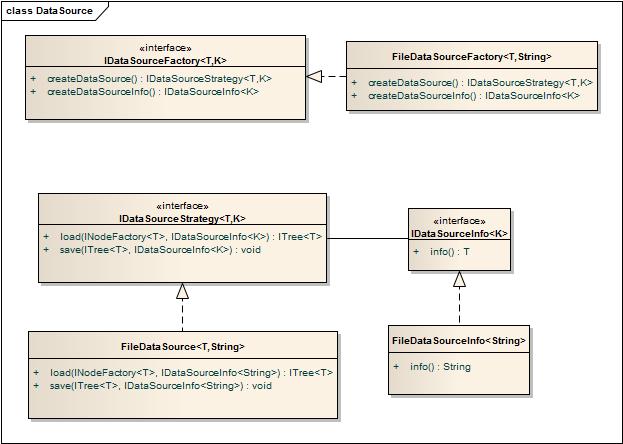 class DataSource
«interface»
IDataSourceFactory<T,K>
+ createDataSource() : IDataSourceStrategy<T,K>
+ createDataSourceInfo() : IDataSourceInfo<K>
FileDataSourceFactory<T,String>
+ createDataSource() : IDataSourceStrategy<T,K>
+ createDataSourceInfo() : IDataSourceInfo<K>
«interface»
IDataSourceStrategy<T,K>
+ load(INodeFactory<T>, IDataSourceInfo<K>) : ITree<T>
+ save(ITree<T>, IDataSourceInfo<K>) : void
«interface»
IDataSourceInfo<K>
+ info() : T
FileDataSource<T,String>
+ load(INodeFactory<T>, IDataSourceInfo<String>) : ITree<T>
+ save(ITree<T>, IDataSourceInfo<String>) : void
FileDataSourceInfo<String>
+ info() : String